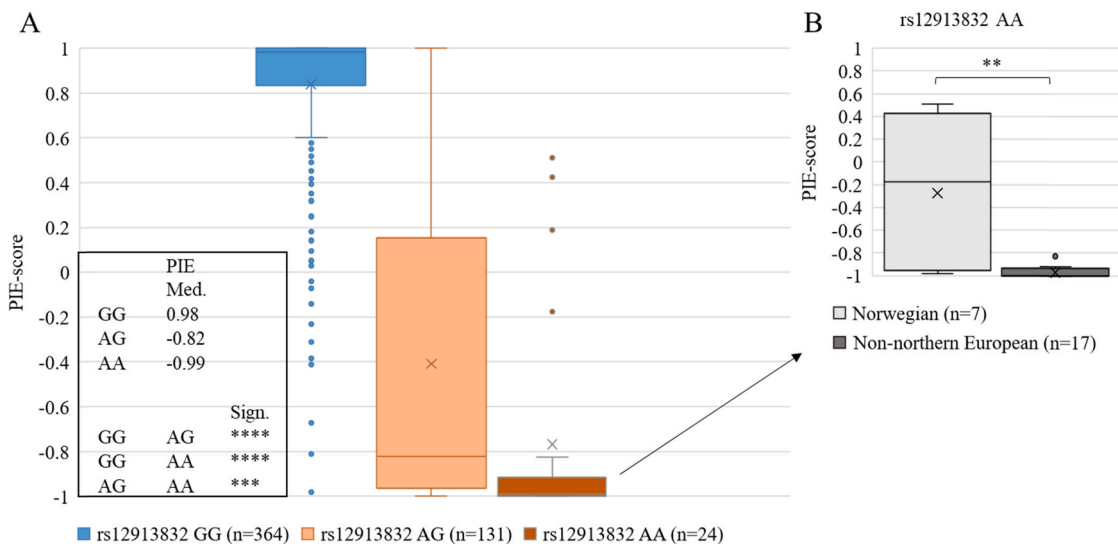 A
PIE-score
1
0.8
0.6
0.4
0.2
0
-0.2
-0.4
-0.6
-0.8
-1
PIE
Med.
GG 0.98
AG -0.82
AA -0.99
Sign.
GG AG ****
GG AA ****
AG AA ***
rs12913832 GG (n=364) rs12913832 AG (n=131) rs12913832 AA (n=24)
B
rs12913832 AA
PIE-score
1
0.8
0.6
0.4
0.2
0
-0.2
-0.4
-0.6
-0.8
-1
**
Norwegian (n=7)
Non-northern European (n=17)